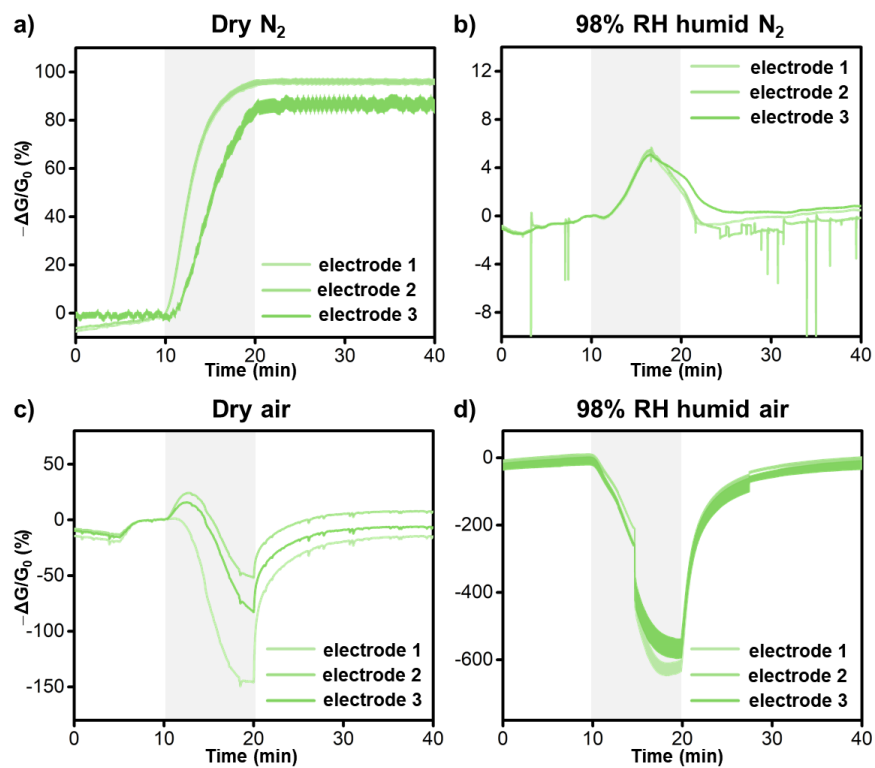 a)
Dry N₂
−ΔG/G₀ (%)
100
80
60
40
20
0
electrode 1
electrode 2
electrode 3
0
10
20
30
40
Time (min)
b)
98% RH humid N₂
12
8
4
0
-4
-8
electrode 1
electrode 2
electrode 3
0
10
20
30
40
Time (min)
c)
Dry air
−ΔG/G₀ (%)
50
0
-50
-100
-150
electrode 1
electrode 2
electrode 3
0
10
20
30
40
Time (min)
d)
98% RH humid air
0
-200
-400
-600
electrode 1
electrode 2
electrode 3
0
10
20
30
40
Time (min)